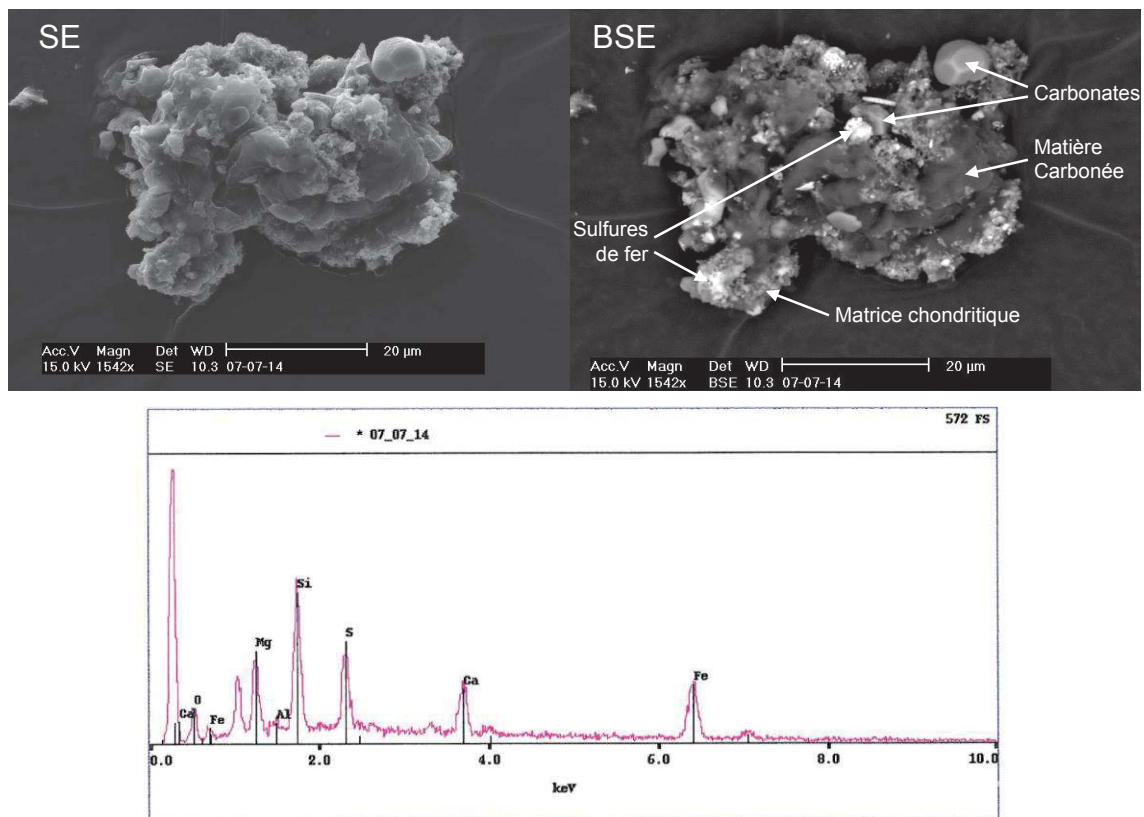 SE
Acc.V Magn Det WD 20 μm
15.0 kV 1542x SE 10.3 07-07-14
BSE
Carbonates
Matière
Carbonée
Sulfures
de fer
Matrice chondritique
Acc.V Magn Det WD 20 μm
15.0 kV 1542x BSE 10.3 07-07-14
572 FS
* 07_07_14
Si
S
Mg
Ca
Fe
O
Ca
Fe
Al
0.0 2.0 4.0 6.0 8.0 10.0
keV